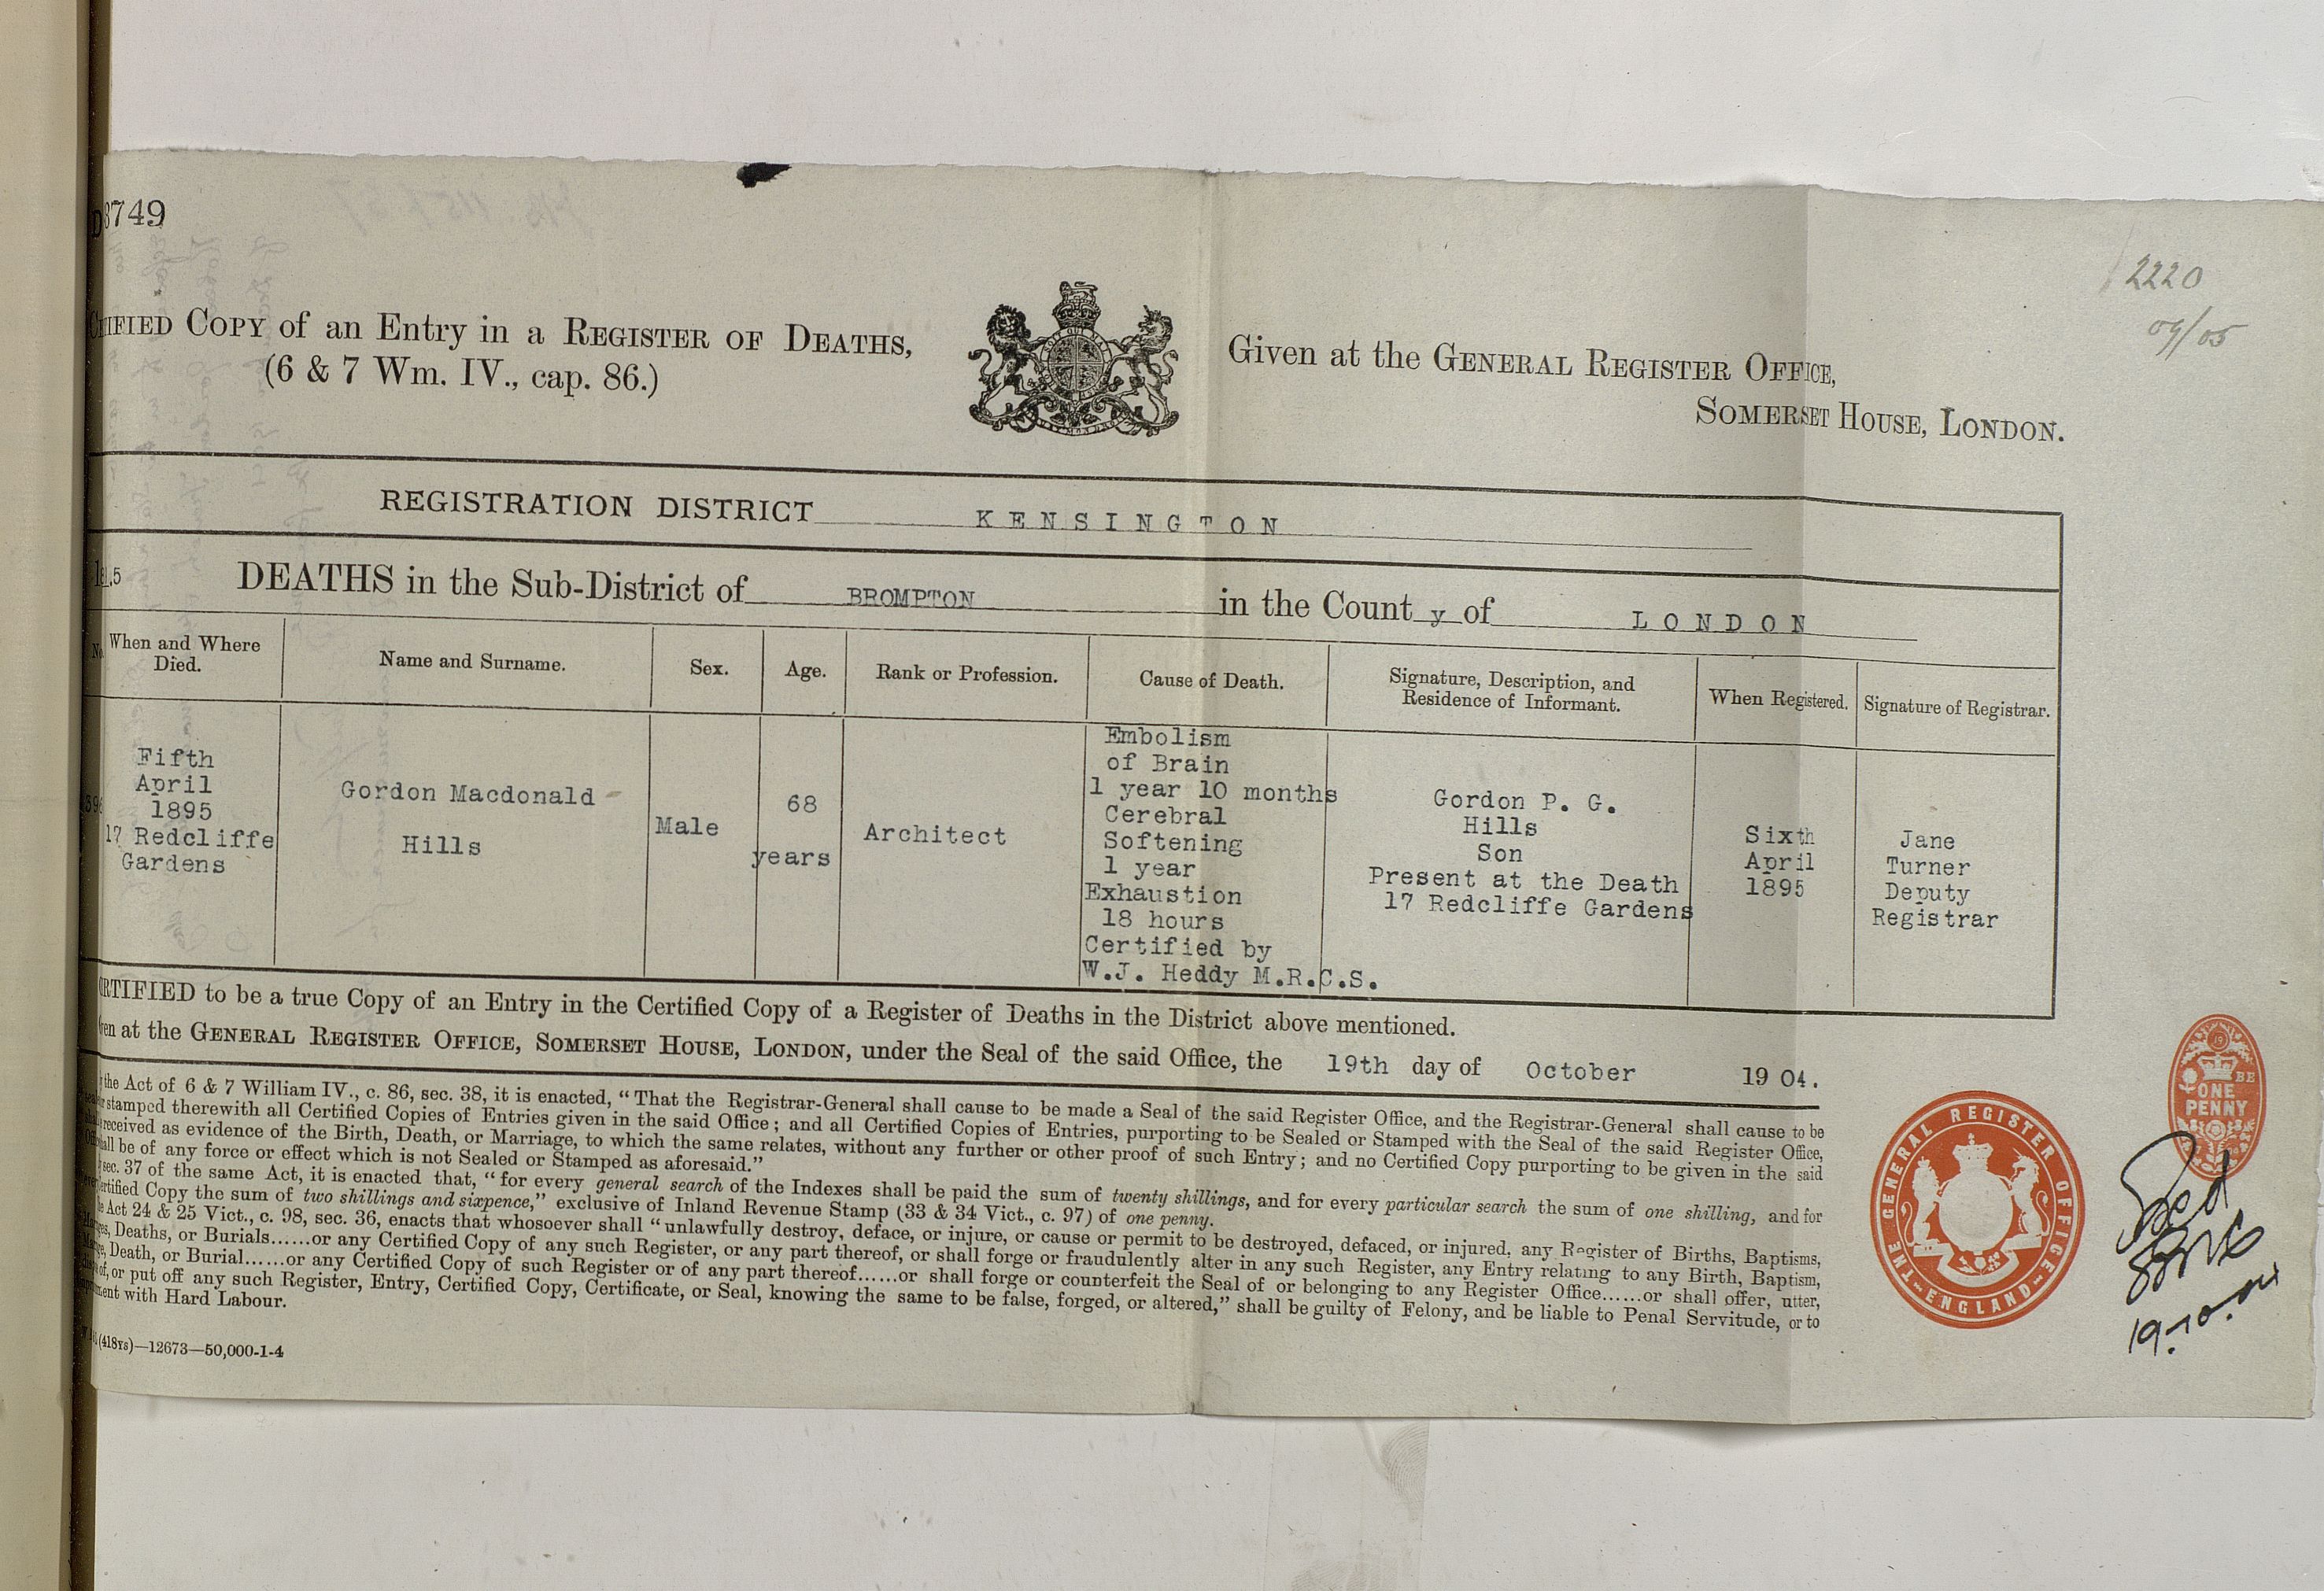 3749
2220
04/05
COPY of an Entry in a REGISTER OF DEATHS,
(6 & 7 Wm. IV., cap. 86.)
Given at the GENERAL REGISTER OFFICE,
SOMERSET HOUSE, LONDON.
REGISTRATION DISTRICT KENSINGTON
DEATHS in the Sub-District of BROMPTON in the County of LONDON
When and Where Died.
Name and Surname.
Sex.
Age.
Rank or Profession.
Cause of Death.
Signature, Description, and Residence of Informant.
When Registered.
Signature of Registrar.
Fifth
April
1895
17 Redcliffe
Gardens
Gordon Macdonald
Hills
Male
68
years
Architect
Embolism
of Brain
1 year 10 months
Cerebral
Softening
1 year
Exhaustion
18 hours
Certified by
W.J. Heddy M.R.C.S.
Gordon P. G.
Hills
Son
Present at the Death
17 Redcliffe Gardens
Sixth
April
1895
Jane
Turner
Deputy
Registrar
to be a true Copy of an Entry in the Certified Copy of a Register of Deaths in the District above mentioned.
at the GENERAL REGISTER OFFICE, SOMERSET HOUSE, LONDON, under the Seal of the said Office, the 19th day of October 1904.
the Act of 6 & 7 William IV., c. 86, sec. 38, it is enacted, "That the Registrar-General shall cause to be made a Seal of the said Register Office, and the Registrar-General shall cause to be
stamped therewith all Certified Copies of Entries given in the said Office; and all Certified Copies of Entries, purporting to be Sealed or Stamped with the Seal of the said Register Office,
received as evidence of the Birth, Death, or Marriage, to which the same relates, without any further or other proof of such Entry; and no Certified Copy purporting to be given in the said
shall be of any force or effect which is not Sealed or Stamped as aforesaid."
sec. 37 of the same Act, it is enacted that, "for every general search of the Indexes shall be paid the sum of twenty shillings, and for every particular search the sum of one shilling, and for
Certified Copy the sum of two shillings and sixpence," exclusive of Inland Revenue Stamp (33 & 34 Vict., c. 97) of one penny.
Act 24 & 25 Vict., c. 98, sec. 36, enacts that whosoever shall "unlawfully destroy, deface, or injure, or cause or permit to be destroyed, defaced, or injured, any Register of Births, Baptisms,
Deaths, or Burials......or any Certified Copy of any such Register, or any part thereof, or shall forge or fraudulently alter in any such Register, any Entry relating to any Birth, Baptism,
Death, or Burial......or any Certified Copy of such Register or of any part thereof......or shall forge or counterfeit the Seal of or belonging to any Register Office......or shall offer, utter,
of, or put off any such Register, Entry, Certified Copy, Certificate, or Seal, knowing the same to be false, forged, or altered," shall be guilty of Felony, and be liable to Penal Servitude, or to
with Hard Labour.
(418YS)—12673—50,000-1-4
THE GENERAL REGISTER OFFICE ENGLAND
19
BE
ONE
PENNY
19.10.04